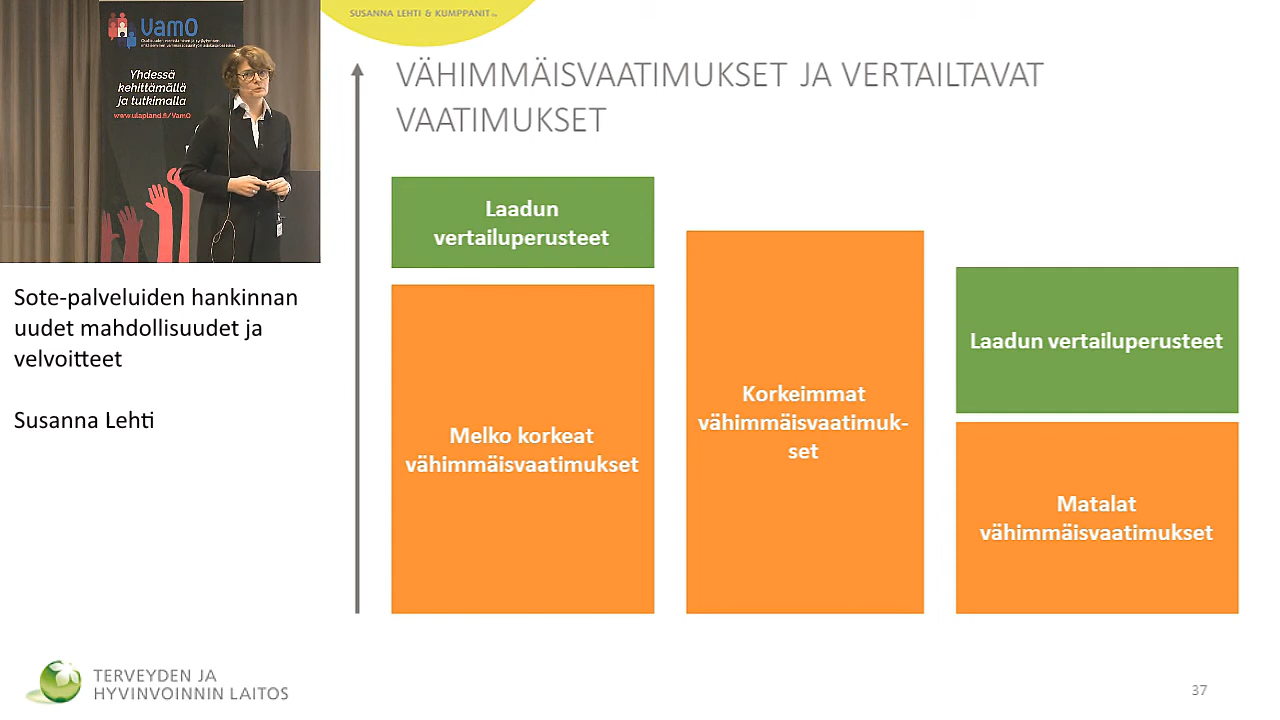 VamO
Yhdessä
kehittämällä
ja tutkimalla
www.ulapland.fi/VamO
Sote-palveluiden hankinnan
uudet mahdollisuudet ja
velvoitteet
Susanna Lehti
SUSANNA LEHTI & KUMPPANIT
VÄHIMMÄISVAATIMUKSET JA VERTAILTAVAT
VAATIMUKSET
Laadun
vertailuperusteet
Melko korkeat
vähimmäisvaatimukset
Korkeimmat
vähimmäisvaatimuk-
set
Laadun vertailuperusteet
Matalat
vähimmäisvaatimukset
TERVEYDEN JA
HYVINVOINNIN LAITOS
37